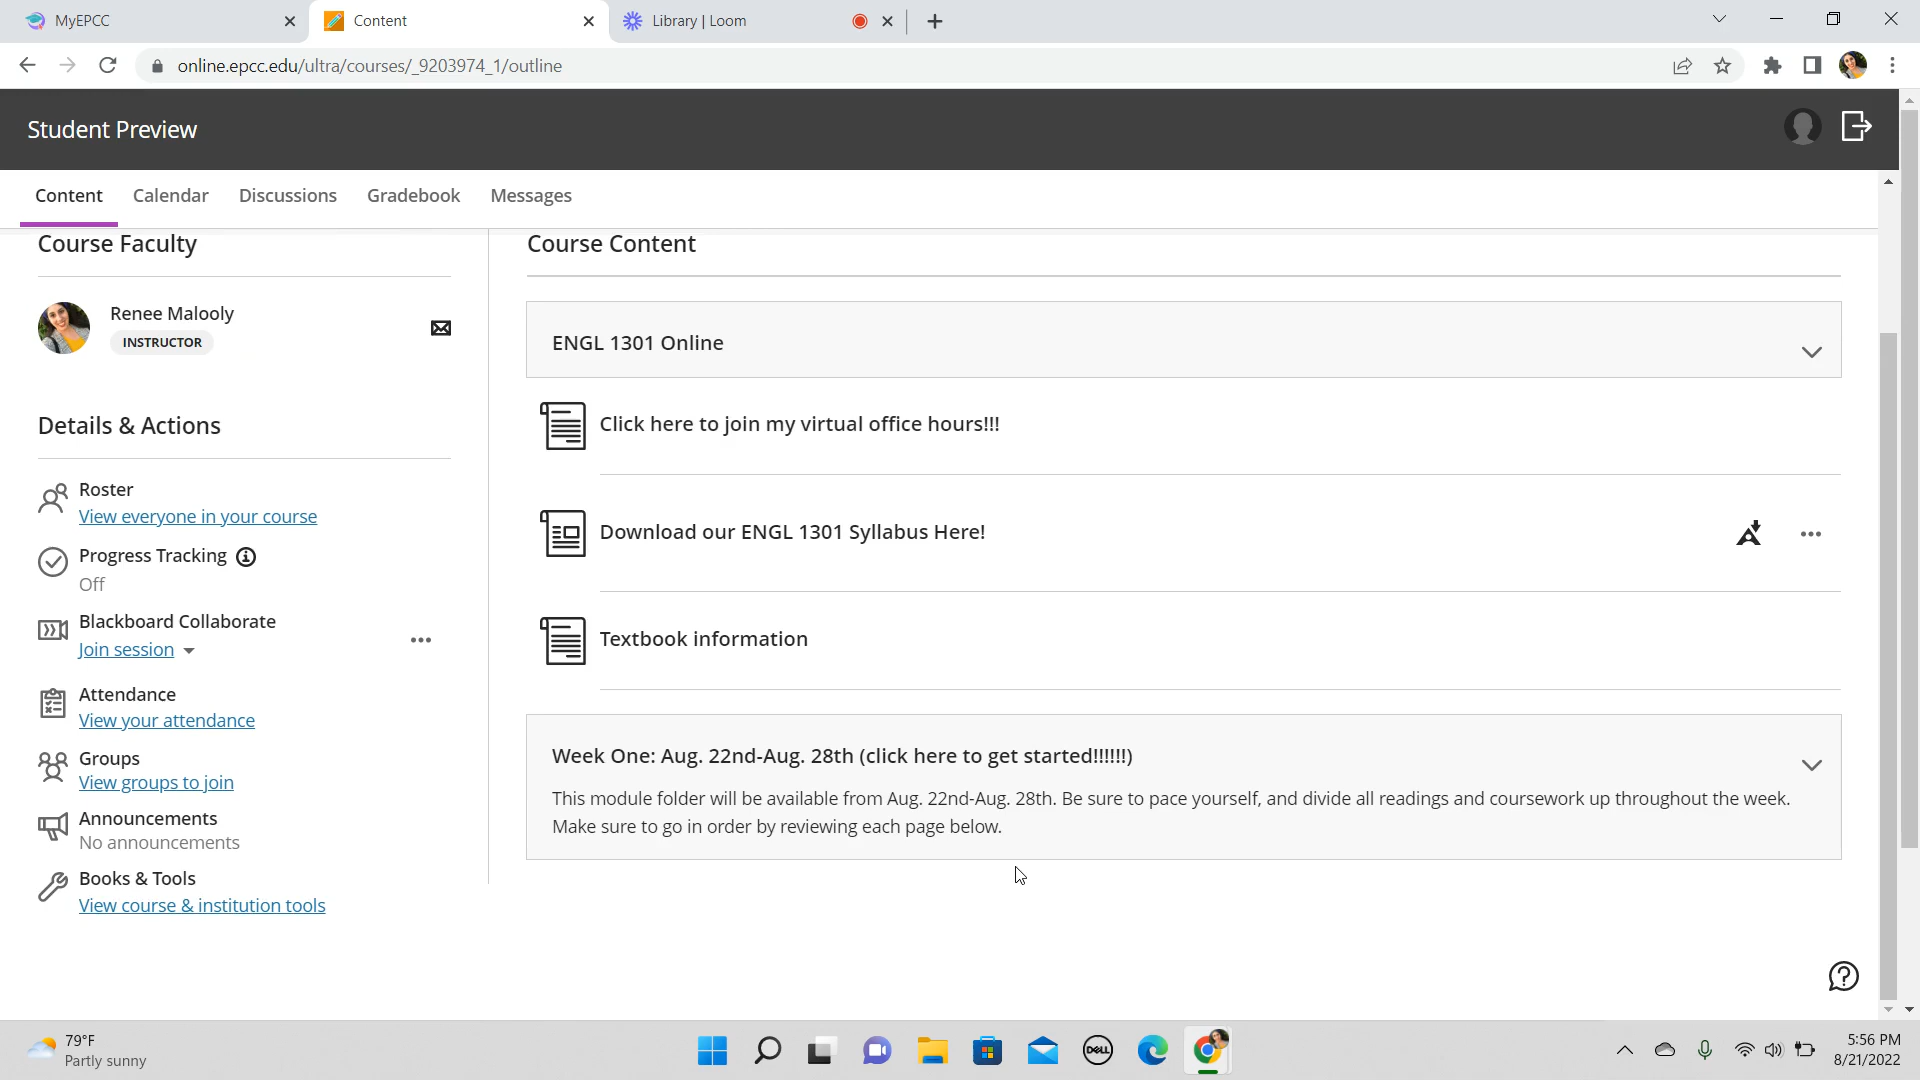 MyEPCC
Content
Library | Loom
online.epcc.edu/ultra/courses/_9203974_1/outline
Student Preview
Content
Calendar
Discussions
Gradebook
Messages
Course Faculty
Renee Malooly
INSTRUCTOR
Details & Actions
Roster
View everyone in your course
Progress Tracking
Off
Blackboard Collaborate
Join session
Attendance
View your attendance
Groups
View groups to join
Announcements
No announcements
Books & Tools
View course & institution tools
Course Content
ENGL 1301 Online
Click here to join my virtual office hours!!!
Download our ENGL 1301 Syllabus Here!
Textbook information
Week One: Aug. 22nd-Aug. 28th (click here to get started!!!!!!)
This module folder will be available from Aug. 22nd-Aug. 28th. Be sure to pace yourself, and divide all readings and coursework up throughout the week.
Make sure to go in order by reviewing each page below.
79°F
Partly sunny
DELL
5:56 PM
8/21/2022